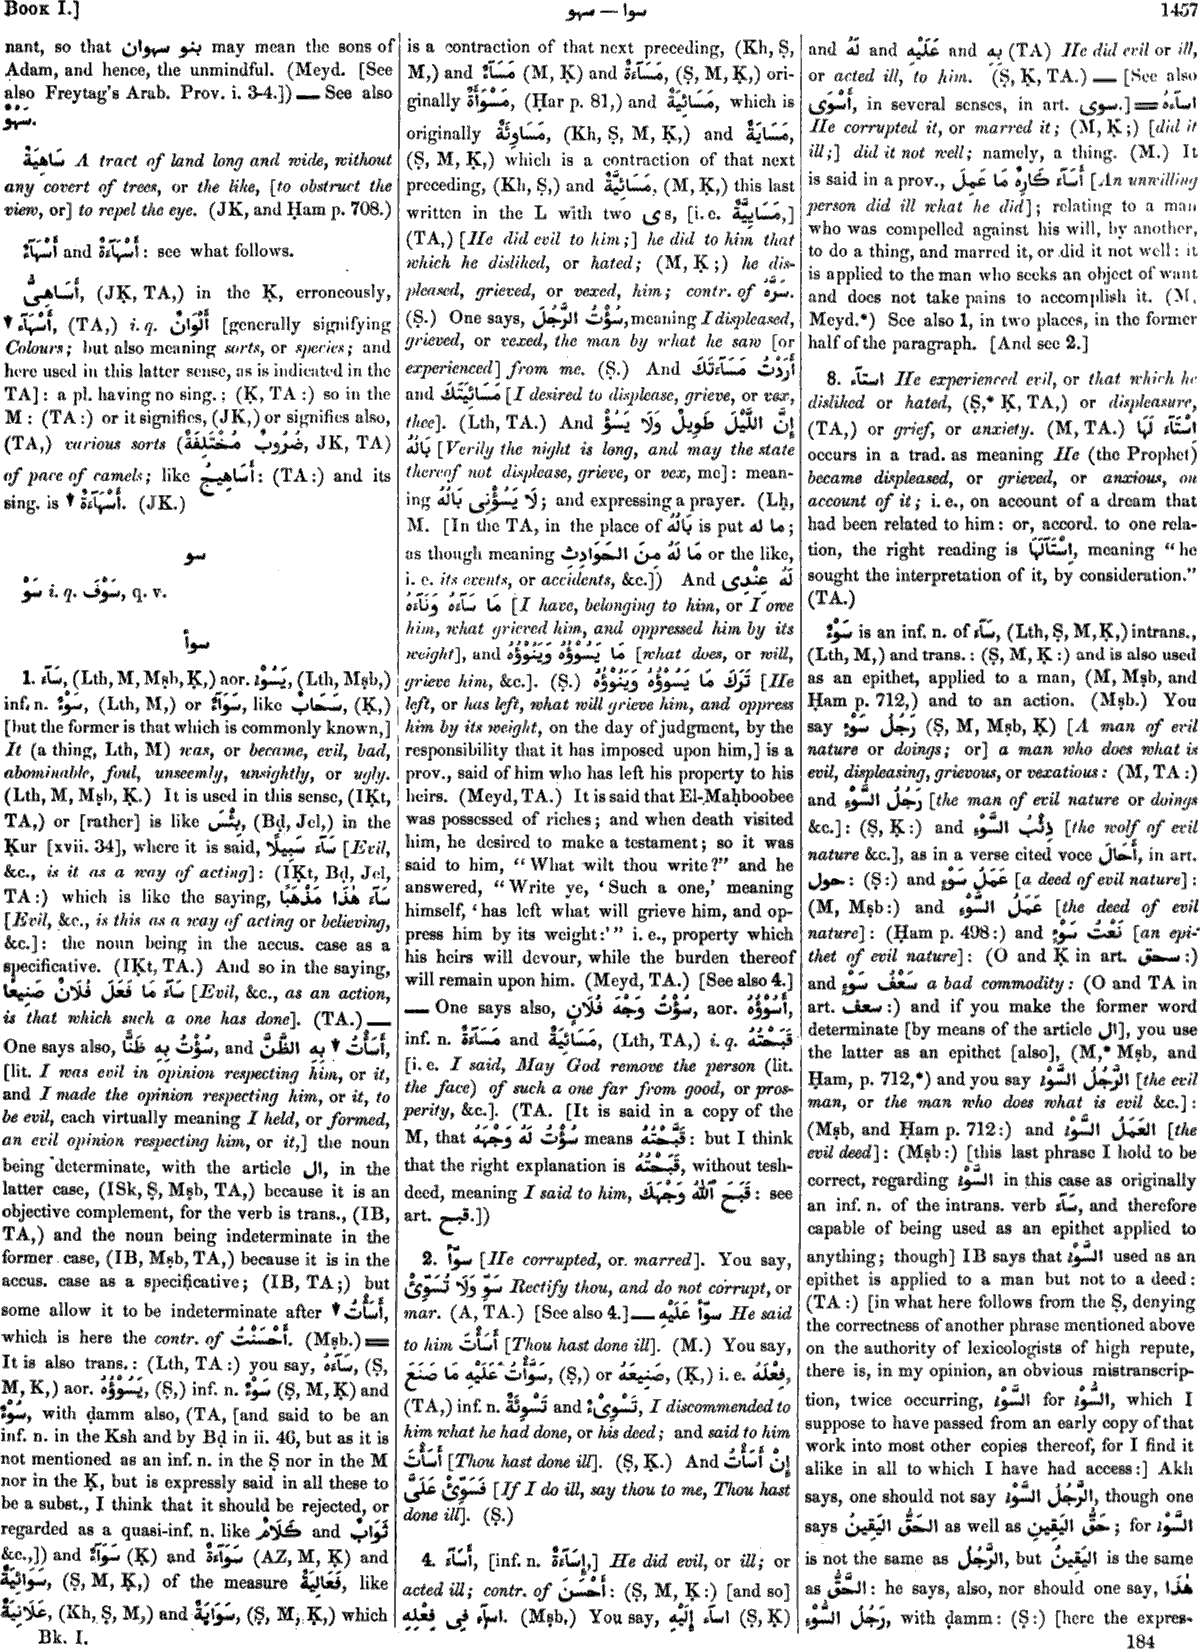 BOOK I.]
سوا — سهو
1457
nant, so that بنو سهوان may mean the sons of
Adam, and hence, the unmindful. (Meyd. [See
also Freytag's Arab. Prov. i. 3-4.]) — See also
سَهْوٌ.
سَاهِيَةٌ A tract of land long and wide, without
any covert of trees, or the like, [to obstruct the
view, or] to repel the eye. (JK, and Ḥam p. 708.)
أَسْهَآءٌ and أَسْهَآءَةٌ: see what follows.
أَسَاهِىُّ, (JK, TA,) in the Ḳ, erroneously,
أَسْهَآء, (TA,) i. q. أَلْوَانٌ [generally signifying
Colours; but also meaning sorts, or species; and
here used in this latter sense, as is indicated in the
TA]: a pl. having no sing.; (Ḳ, TA:) so in the
M: (TA:) or it signifies, (JK,) or signifies also,
(TA,) various sorts (ضُرُوبٌ مُخْتَلِفَةٌ, JK, TA)
of pace of camels; like أَسَاهِيجُ: (TA:) and its
sing. is ↓ أَسْهَآءَةٌ. (JK.)
سو
سَوْ i. q. سَوْفَ, q. v.
سوأ
1. سَآءَ, (Lth, M, Mṣb, Ḳ,) aor. يَسُوْءُ, (Lth, Mṣb,)
inf. n. سَوْءٌ, (Lth, M,) or سَوَآءٌ, like سَحَابٌ, (Ḳ,)
[but the former is that which is commonly known,]
It (a thing, Lth, M) was, or became, evil, bad,
abominable, foul, unseemly, unsightly, or ugly.
(Lth, M, Mṣb, Ḳ.) It is used in this sense, (IḲt,
TA,) or [rather] is like بِئْسَ, (Bḍ, Jel,) in the
Ḳur [xvii. 34], where it is said, سَآءَ سَبِيلًا [Evil,
&c., is it as a way of acting]: (IḲt, Bḍ, Jel,
TA:) which is like the saying, سَآءَ هٰذَا مَذْهَبًا
[Evil, &c., is this as a way of acting or believing,
&c.]: the noun being in the accus. case as a
specificative. (IḲt, TA.) And so in the saying,
سَآءَ مَا فَعَلَ فُلَانٌ صَنِيعًا [Evil, &c., as an action,
is that which such a one has done]. (TA.) —
One says also, سُؤْتُ بِهِ ظَنًّا, and أَسَأْتُ ↓ بِهِ الظَّنَّ,
[lit. I was evil in opinion respecting him, or it,
and I made the opinion respecting him, or it, to
be evil, each virtually meaning I held, or formed,
an evil opinion respecting him, or it,] the noun
being determinate, with the article ال, in the
latter case, (ISk, Ṣ, Mṣb, TA,) because it is an
objective complement, for the verb is trans., (IB,
TA,) and the noun being indeterminate in the
former case, (IB, Mṣb, TA,) because it is in the
accus. case as a specificative; (IB, TA;) but
some allow it to be indeterminate after ↓ أَسَأْتُ,
which is here the contr. of أَحْسَنْتُ. (Mṣb.) ==
It is also trans.: (Lth, TA:) you say, سَآءَهُ, (Ṣ,
M, Ḳ,) aor. يَسُوْؤُهُ, (Ṣ,) inf. n. سَوْءٌ (Ṣ, M, Ḳ) and
سُوْءٌ, with ḍamm also, (TA, [and said to be an
inf. n. in the Ksh and by Bḍ in ii. 46, but as it is
not mentioned as an inf. n. in the Ṣ nor in the M
nor in the Ḳ, but is expressly said in all these to
be a subst., I think that it should be rejected, or
regarded as a quasi-inf. n. like كَلَامٌ and ثَوَابٌ
&c.,]) and سَوَآءٌ (Ḳ) and سَوَآءَةٌ (AZ, M, Ḳ) and
سَوَائِيَةٌ, (Ṣ, M, Ḳ,) of the measure فَعَالِيَةٌ, like
عَلَانِيَةٌ, (Kh, Ṣ, M,) and سَوَايَةٌ, (Ṣ, M, Ḳ,) which
Bk. I.
is a contraction of that next preceding, (Kh, Ṣ,
M,) and مَسَآءٌ (M, Ḳ) and مَسَآءَةٌ, (Ṣ, M, Ḳ,) ori-
ginally مَسْوَأَةٌ, (Ḥar p. 81,) and مَسَائِيَةٌ, which is
originally مَسَاوِئَةٌ, (Kh, Ṣ, M, Ḳ,) and مَسَايَةٌ,
(Ṣ, M, Ḳ,) which is a contraction of that next
preceding, (Kh, Ṣ,) and مَسَائِيَّةٌ, (M, Ḳ,) this last
written in the L with two ى s, [i. e. مَسَايِيَّةٌ,]
(TA,) [He did evil to him;] he did to him that
which he disliked, or hated; (M, Ḳ;) he dis-
pleased, grieved, or vexed, him; contr. of سَرَّهُ.
(Ṣ.) One says, سُؤْتُ الرَّجُلَ, meaning I displeased,
grieved, or vexed, the man by what he saw [or
experienced] from me. (Ṣ.) And أَرَدْتُ مَسَآءَتَكَ
and مَسَائِيَتَكَ [I desired to displease, grieve, or vex,
thee]. (Lth, TA.) And إِنَّ اللَّيْلَ طَوِيلٌ وَلَا يَسُؤْ
بَالُهُ [Verily the night is long, and may the state
thereof not displease, grieve, or vex, me]: mean-
ing لَا يَسُؤْنِى بَالُهُ; and expressing a prayer. (Lḥ,
M. [In the TA, in the place of بَالُهُ is put ما له;
as though meaning مَا لَهُ مِنَ الحَوَادِثِ or the like,
i. e. its events, or accidents, &c.]) And لَهُ عِنْدِى
مَا سَآءَهُ وَنَآءَهُ [I have, belonging to him, or I owe
him, what grieved him, and oppressed him by its
weight], and مَا يَسُوْؤُهُ وَيَنُوْؤُهُ [what does, or will,
grieve him, &c.]. (Ṣ.) تَرَكَ مَا يَسُوْؤُهُ وَيَنُوْؤُهُ [He
left, or has left, what will grieve him, and oppress
him by its weight, on the day of judgment, by the
responsibility that it has imposed upon him,] is a
prov., said of him who has left his property to his
heirs. (Meyd, TA.) It is said that El-Maḥboobee
was possessed of riches; and when death visited
him, he desired to make a testament; so it was
said to him, "What wilt thou write?" and he
answered, "Write ye, 'Such a one,' meaning
himself, 'has left what will grieve him, and op-
press him by its weight:'" i. e., property which
his heirs will devour, while the burden thereof
will remain upon him. (Meyd, TA.) [See also 4.]
— One says also, سُؤْتُ وَجْهَ فُلَانٍ, aor. أَسُوْؤُهُ,
inf. n. مَسَآءَةٌ and مَسَائِيَةٌ, (Lth, TA,) i. q. قَبَحْتُهُ
[i. e. I said, May God remove the person (lit.
the face) of such a one far from good, or pros-
perity, &c.]. (TA. [It is said in a copy of the
M, that سُؤْتُ لَهُ وَجْهَهُ means قَبَّحْتُهُ: but I think
that the right explanation is قَبَحْتُهُ, without tesh-
deed, meaning I said to him, قَبَحَ اللّٰهُ وَجْهَكَ: see
art. قبح.])
2. سَوَّأَ [He corrupted, or marred]. You say,
سَوِّ وَلَا تُسَوِّئْ Rectify thou, and do not corrupt, or
mar. (A, TA.) [See also 4.] — سَوَّأَ عَلَيْهِ He said
to him أَسَأْتَ [Thou hast done ill]. (M.) You say,
سَوَّأْتُ عَلَيْهِ مَا صَنَعَ, (Ṣ,) or صَنِيعَهُ, (Ḳ,) i. e. فِعْلَهُ,
(TA,) inf. n. تَسْوِيْءٌ and تَسْوِئَةٌ, I discommended to
him what he had done, or his deed; and said to him
أَسَأْتَ [Thou hast done ill]. (Ṣ, Ḳ.) And إِنْ أَسَأْتُ
فَسَوِّئْ عَلَىَّ [If I do ill, say thou to me, Thou hast
done ill]. (Ṣ.)
4. أَسَآءَ, [inf. n. إِسَآءَةٌ,] He did evil, or ill; or
acted ill; contr. of أَحْسَنَ: (Ṣ, M, Ḳ:) [and so]
اسآء فِى فِعْلِهِ. (Mṣb,) You say, اسآء إِلَيْهِ (Ṣ, Ḳ)
and لَهُ and عَلَيْهِ and بِهِ (TA) He did evil or ill,
or acted ill, to him. (Ṣ, Ḳ, TA.) — [See also
أَسْوَى, in several senses, in art. سوى.] == اسآءهُ
He corrupted it, or marred it; (M, Ḳ;) [did it
ill;] did it not well; namely, a thing. (M.) It
is said in a prov., أَسَآءَ كَارِهٌ مَا عَمِلَ [An unwilling
person did ill what he did]; relating to a man
who was compelled against his will, by another,
to do a thing, and marred it, or did it not well: it
is applied to the man who seeks an object of want
and does not take pains to accomplish it. (M,
Meyd.*) See also 1, in two places, in the former
half of the paragraph. [And see 2.]
8. استآء He experienced evil, or that which he
disliked or hated, (Ṣ,* Ḳ, TA,) or displeasure,
(TA,) or grief, or anxiety. (M, TA.) اسْتَآءَ لَهَا
occurs in a trad. as meaning He (the Prophet)
became displeased, or grieved, or anxious, on
account of it; i. e., on account of a dream that
had been related to him: or, accord. to one rela-
tion, the right reading is اسْتَآلَهَا, meaning "he
sought the interpretation of it, by consideration."
(TA.)
سَوْءٌ is an inf. n. of سَآءَ, (Lth, Ṣ, M, Ḳ,) intrans.,
(Lth, M,) and trans.: (Ṣ, M, Ḳ:) and is also used
as an epithet, applied to a man, (M, Mṣb, and
Ḥam p. 712,) and to an action. (Mṣb.) You
say رَجُلُ سَوْءٍ (Ṣ, M, Mṣb, Ḳ) [A man of evil
nature or doings; or] a man who does what is
evil, displeasing, grievous, or vexatious: (M, TA:)
and رَجُلُ السَّوْءِ [the man of evil nature or doings
&c.]: (Ṣ, Ḳ:) and ذِئْبُ السَّوْءِ [the wolf of evil
nature &c.], as in a verse cited voce أَحَالَ, in art.
حول: (Ṣ:) and عَمَلُ سَوْءٍ [a deed of evil nature]:
(M, Mṣb:) and عَمَلُ السَّوْءِ [the deed of evil
nature]: (Ḥam p. 498:) and نَعْتُ سَوْءٍ [an epi-
thet of evil nature]: (O and Ḳ in art. سحق:)
and سَعْفُ سَوْءٍ a bad commodity: (O and TA in
art. سعف:) and if you make the former word
determinate [by means of the article ال], you use
the latter as an epithet [also], (M,* Mṣb, and
Ḥam, p. 712,*) and you say الرَّجُلُ السَّوْءُ [the evil
man, or the man who does what is evil &c.]:
(Mṣb, and Ḥam p. 712:) and العَمَلُ السَّوْءُ [the
evil deed]: (Mṣb:) [this last phrase I hold to be
correct, regarding السَّوْءُ in this case as originally
an inf. n. of the intrans. verb سَآءَ, and therefore
capable of being used as an epithet applied to
anything; though] IB says that السَّوْءُ used as an
epithet is applied to a man but not to a deed:
(TA:) [in what here follows from the Ṣ, denying
the correctness of another phrase mentioned above
on the authority of lexicologists of high repute,
there is, in my opinion, an obvious mistranscrip-
tion, twice occurring, السَّوْءُ for السُّوْءُ, which I
suppose to have passed from an early copy of that
work into most other copies thereof, for I find it
alike in all to which I have had access:] Akh
says, one should not say الرَّجُلُ السَّوْءُ, though one
says الحَقُّ اليَقِينُ as well as حَقُّ اليَقِينِ; for السَّوْءُ
is not the same as الرَّجُلُ, but اليَقِينُ is the same
as الحَقُّ: he says, also, nor should one say, هٰذَا
رَجُلُ السُّوْءِ, with ḍamm: (Ṣ:) [here the expres-
184